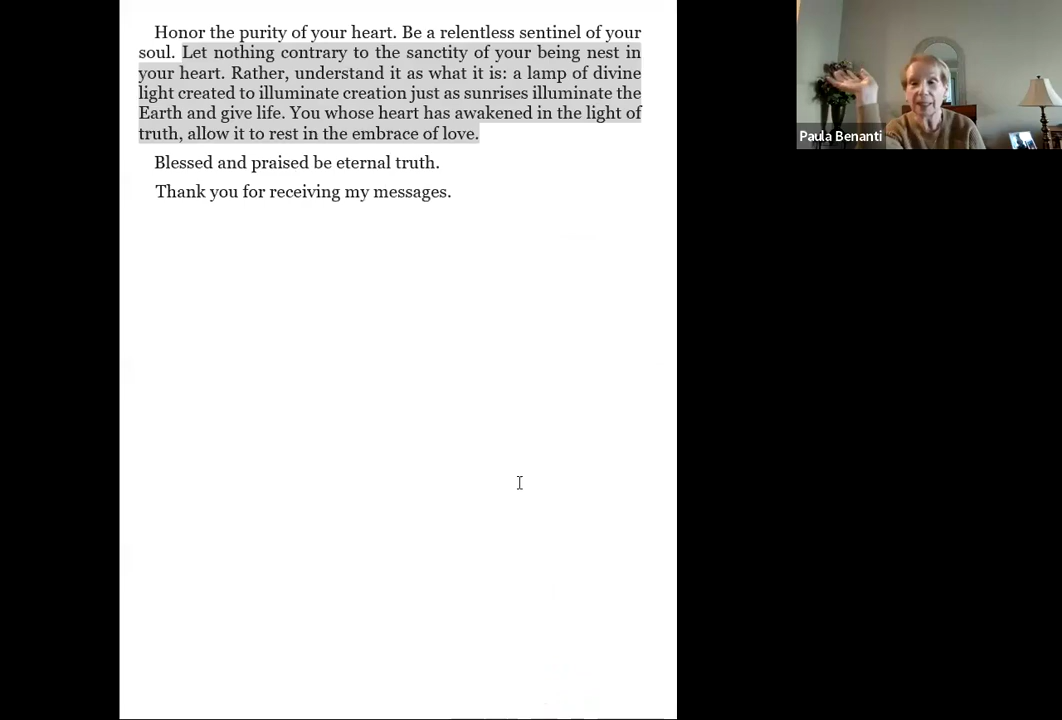 Honor the purity of your heart. Be a relentless sentinel of your
soul. Let nothing contrary to the sanctity of your being nest in
your heart. Rather, understand it as what it is: a lamp of divine
light created to illuminate creation just as sunrises illuminate the
Earth and give life. You whose heart has awakened in the light of
truth, allow it to rest in the embrace of love.
Blessed and praised be eternal truth.
Thank you for receiving my messages.
Paula Benanti